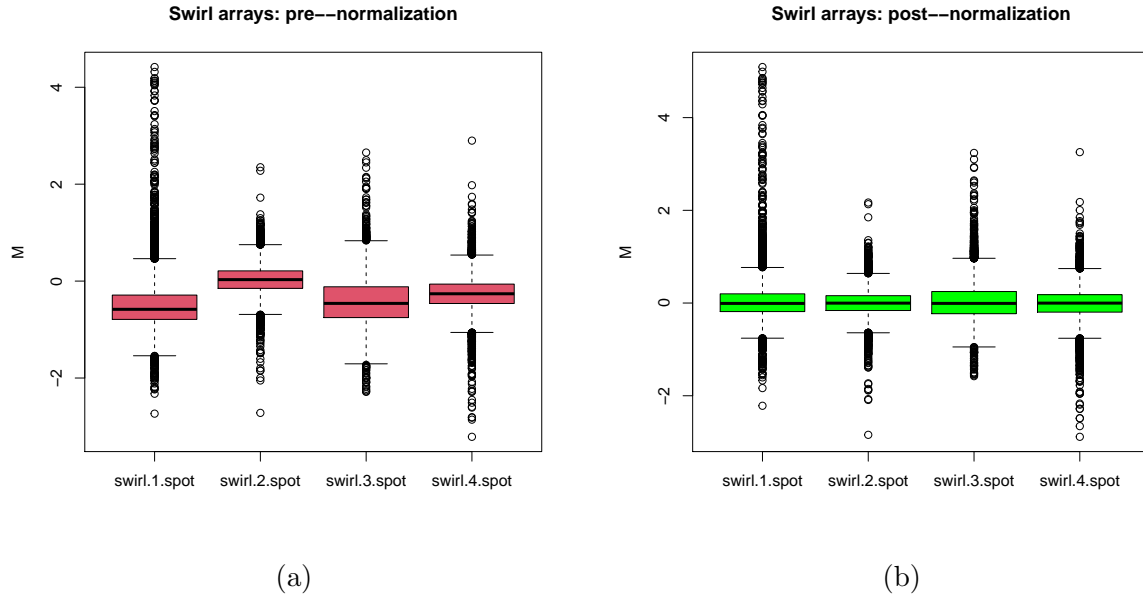 Swirl arrays: pre−−normalization
M
4
2
0
−2
swirl.1.spot swirl.2.spot swirl.3.spot swirl.4.spot
(a)
Swirl arrays: post−−normalization
M
4
2
0
−2
swirl.1.spot swirl.2.spot swirl.3.spot swirl.4.spot
(b)